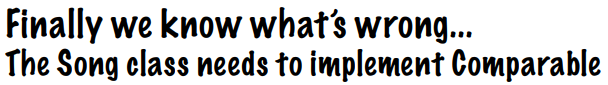 Finally we know what's wrong...
The Song class needs to implement Comparable